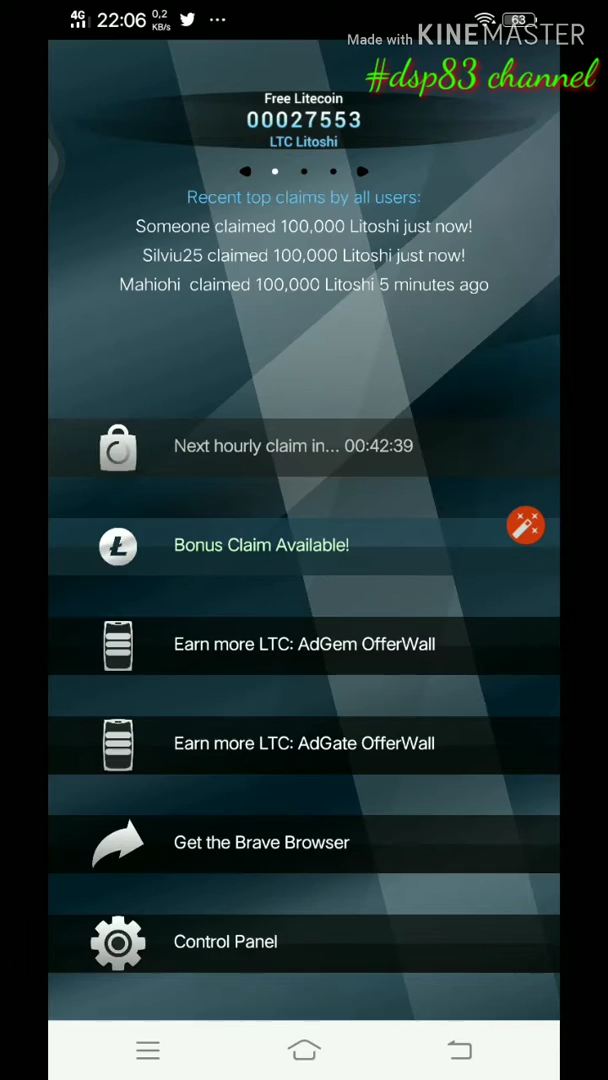 4G 22:06 0,2 KB/s ... 63
Made with KINEMASTER
#dsp83 channel
Free Litecoin
00027553
LTC Litoshi
Recent top claims by all users:
Someone claimed 100,000 Litoshi just now!
Silviu25 claimed 100,000 Litoshi just now!
Mahiohi claimed 100,000 Litoshi 5 minutes ago
Next hourly claim in... 00:42:39
Bonus Claim Available!
Earn more LTC: AdGem OfferWall
Earn more LTC: AdGate OfferWall
Get the Brave Browser
Control Panel